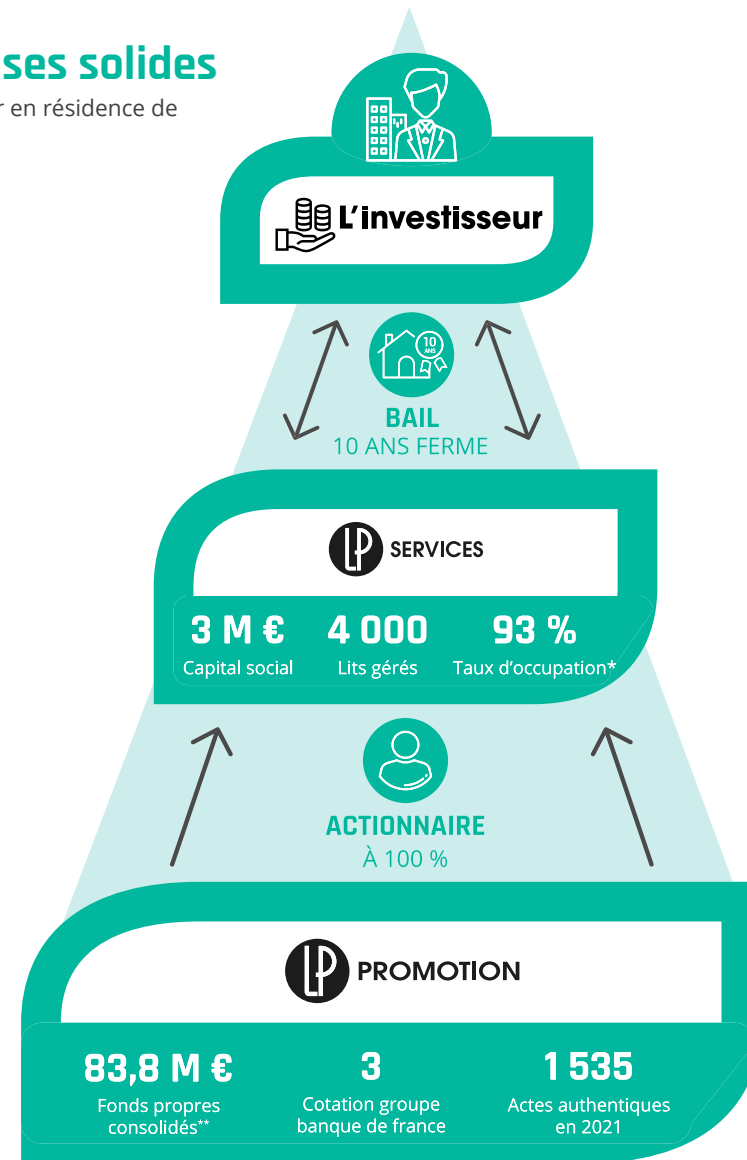 ses solides
r en résidence de
L'investisseur
10
ANS
BAIL
10 ANS FERME
LP SERVICES
3 M € 4 000 93 %
Capital social Lits gérés Taux d'occupation*
ACTIONNAIRE
À 100 %
LP PROMOTION
83,8 M € 3 1 535
Fonds propres Cotation groupe Actes authentiques
consolidés** banque de france en 2021